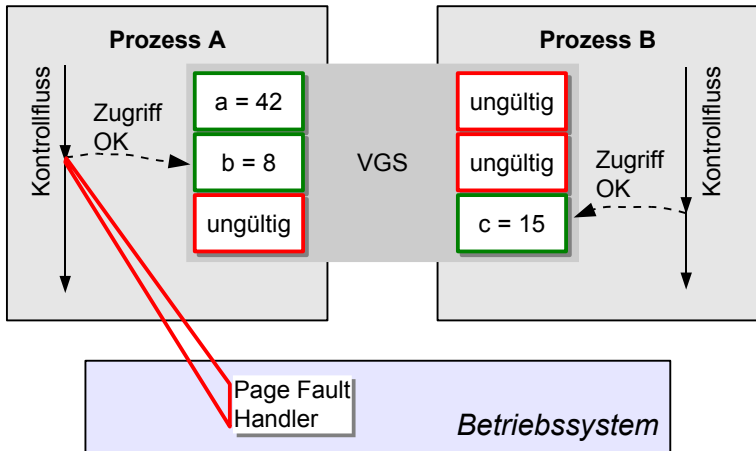 Prozess A
Prozess B
Kontrollfluss
Zugriff
OK
a = 42
b = 8
ungültig
VGS
ungültig
ungültig
c = 15
Zugriff
OK
Kontrollfluss
Page Fault
Handler
Betriebssystem